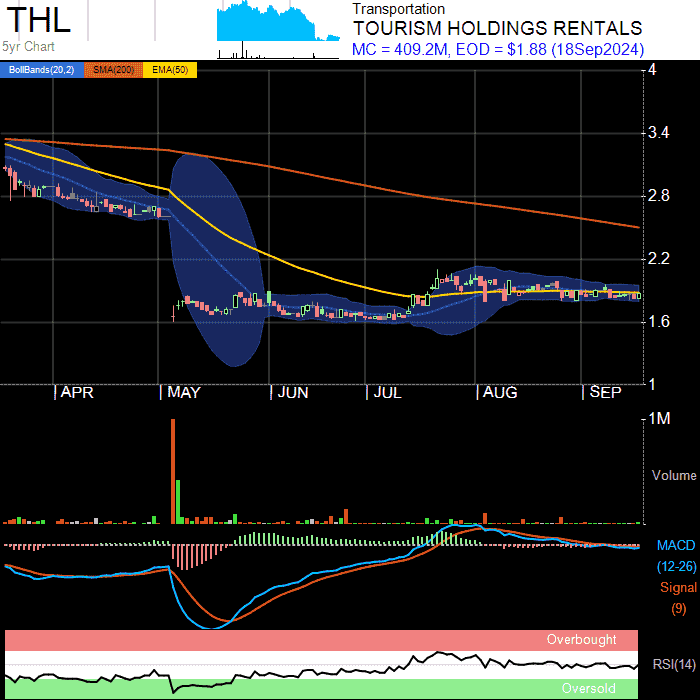 THL
5yr Chart
Transportation
TOURISM HOLDINGS RENTALS
MC = 409.2M, EOD = $1.88 (18Sep2024)
BollBands(20,2) SMA(200) EMA(50)
4
3.4
2.8
2.2
1.6
1
APR MAY JUN JUL AUG SEP
1M
Volume
MACD
(12-26)
Signal
(9)
Overbought
RSI(14)
Oversold